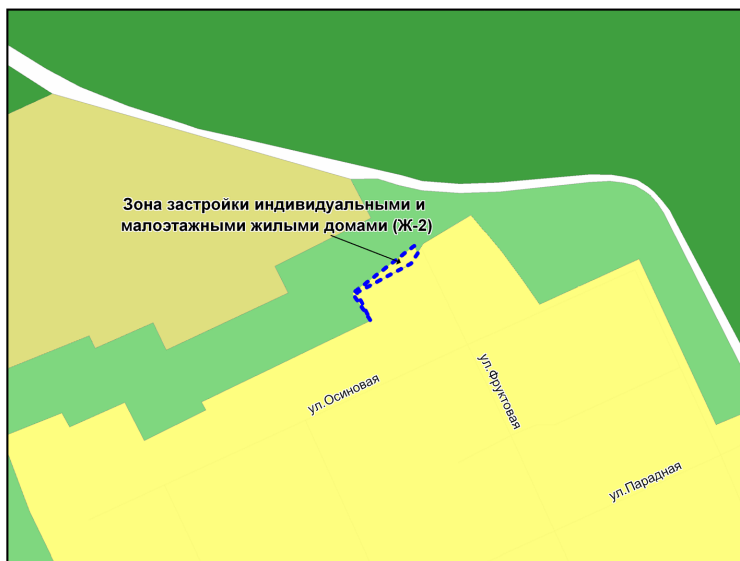 Зона застройки индивидуальными и
малоэтажными жилыми домами (Ж-2)
ул.Осиновая
ул.Фруктовая
ул.Парадная